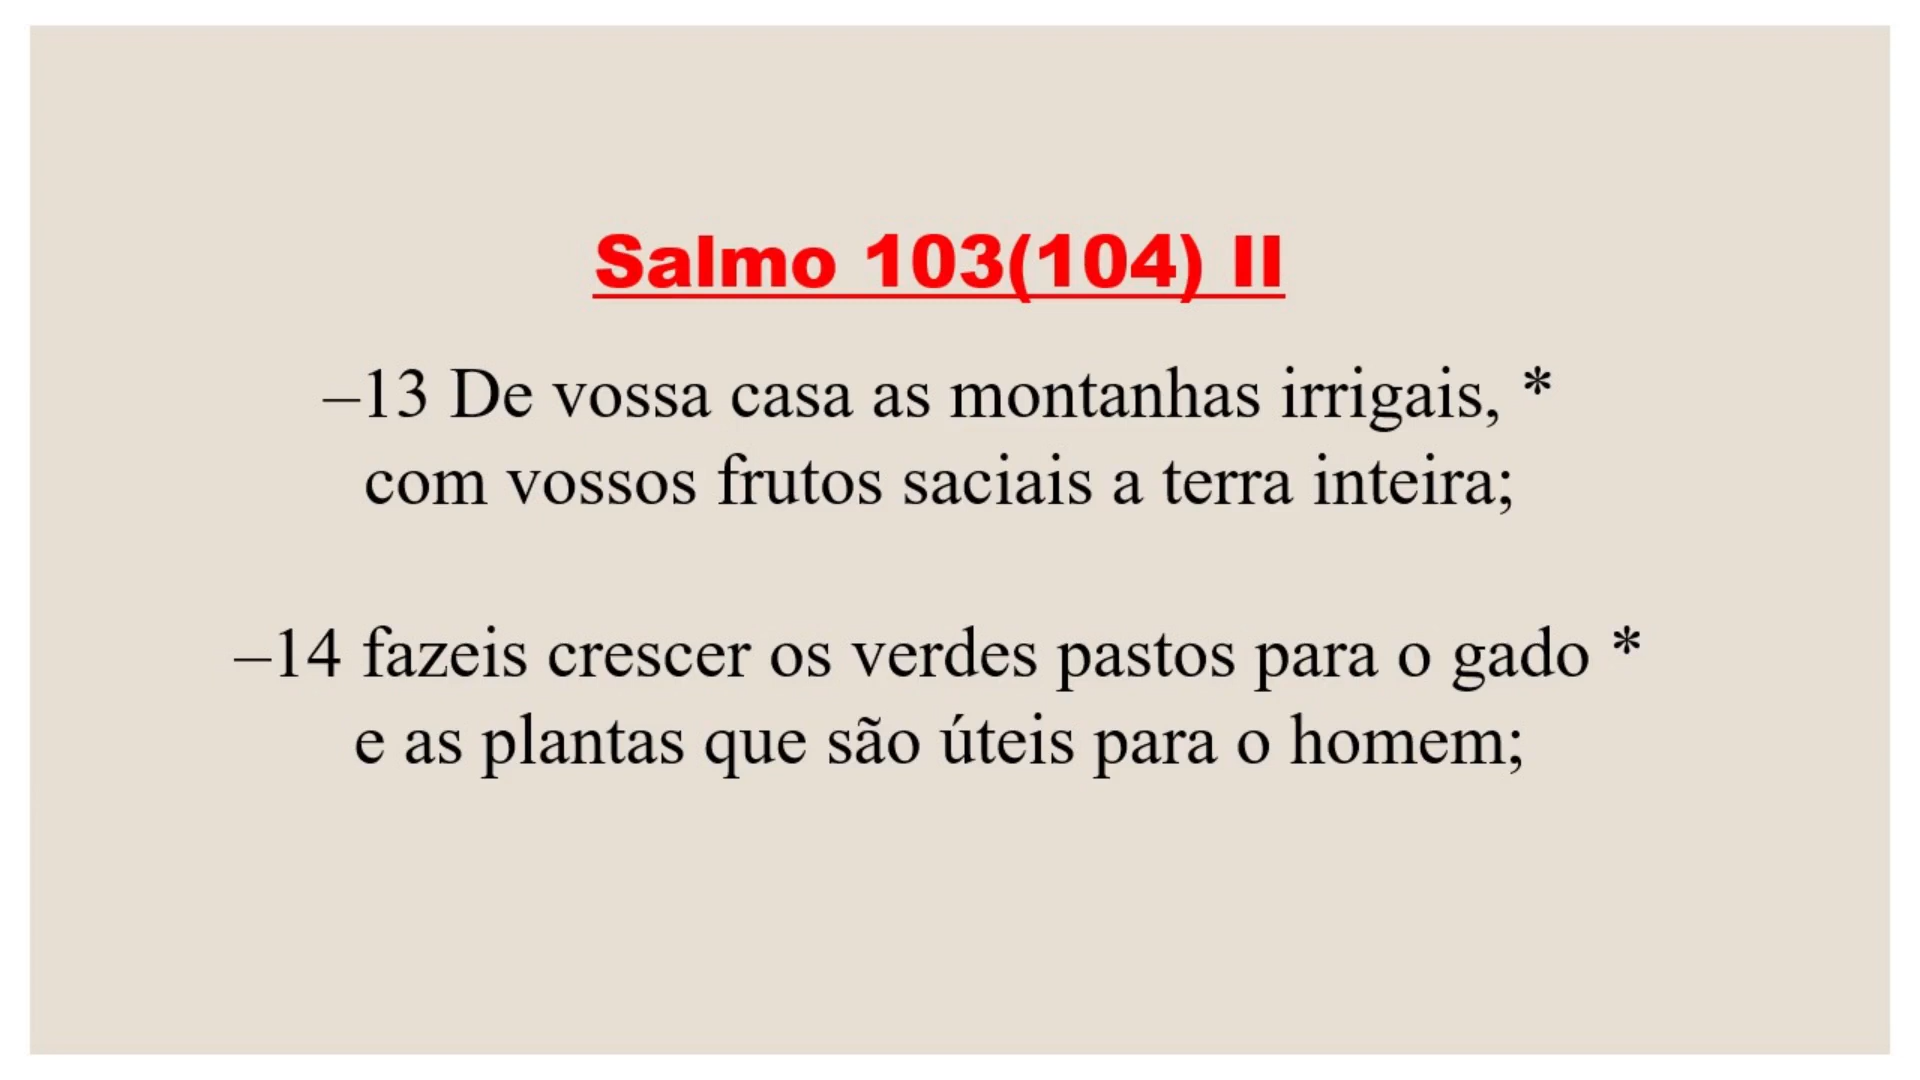 Salmo 103(104) II
–13 De vossa casa as montanhas irrigais, *
com vossos frutos saciais a terra inteira;
–14 fazeis crescer os verdes pastos para o gado *
e as plantas que são úteis para o homem;